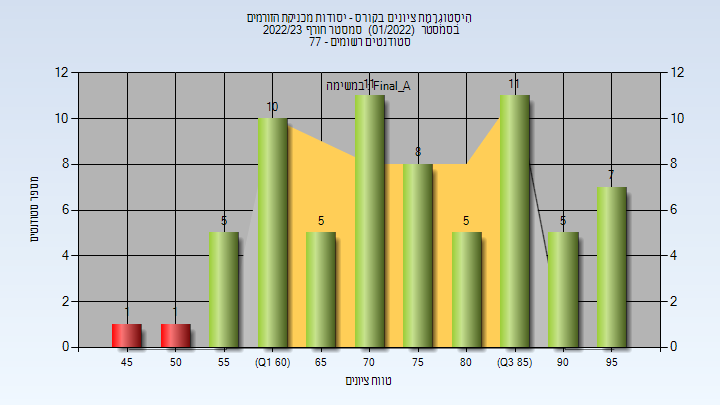 היסטוגרמת ציונים בקורס - יסודות מכניקת הזורמים
בסמסטר (01/2022) סמסטר חורף 2022/23
סטודנטים רשומים - 77
במשימה: Final_A
מספר סטודנטים
12 12
10 10
8 8
6 6
4 4
2 2
0 0
1 1 5 10 5 11 8 5 11 5 7
45 50 55 (Q1 60) 65 70 75 80 (Q3 85) 90 95
טווח ציונים